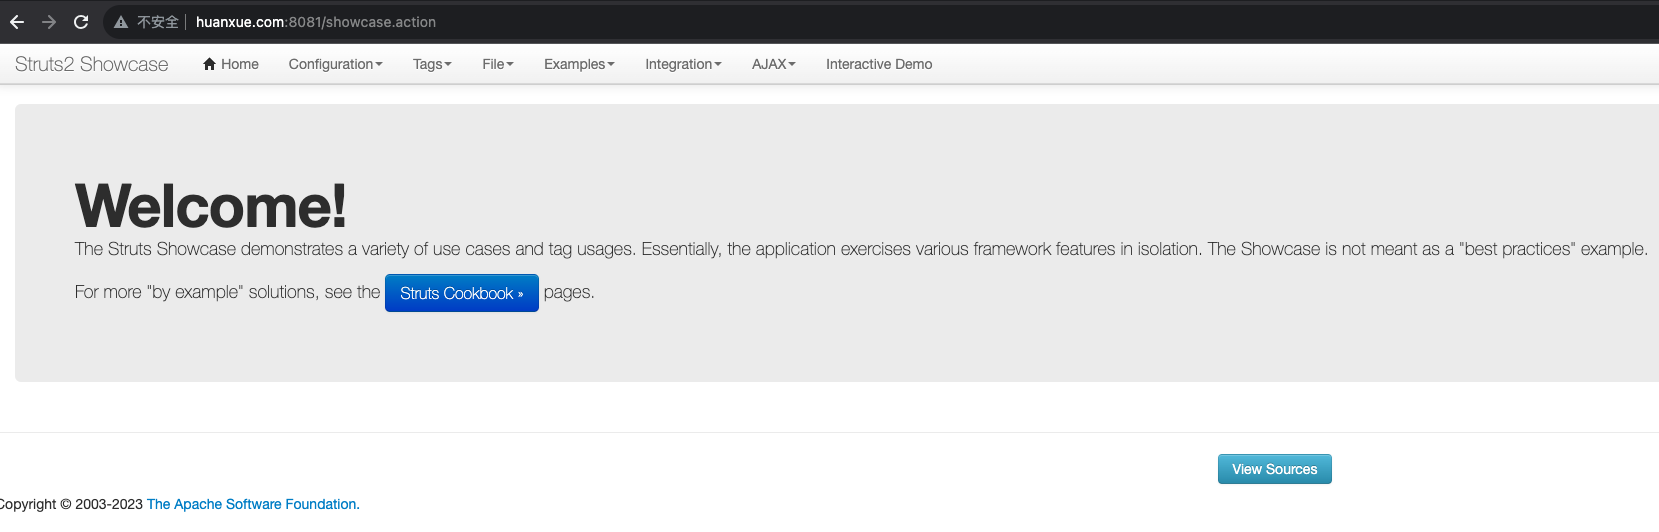 不安全 huanxue.com:8081/showcase.action
Struts2 Showcase Home Configuration Tags File Examples Integration AJAX Interactive Demo
Welcome!
The Struts Showcase demonstrates a variety of use cases and tag usages. Essentially, the application exercises various framework features in isolation. The Showcase is not meant as a "best practices" example.
For more "by example" solutions, see the Struts Cookbook » pages.
View Sources
Copyright © 2003-2023 The Apache Software Foundation.